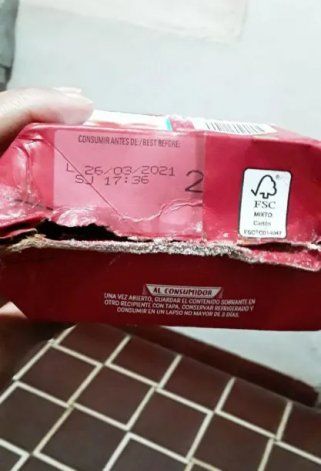 CONSUMIR ANTES DE / BEST BEFORE:
L 26/03/2021
SJ 17:36
2
FSC
MIXTO
Cartón
AL CONSUMIDOR
UNA VEZ ABIERTO, GUARDAR EL CONTENIDO SOBRANTE EN
OTRO RECIPIENTE CON TAPA, CONSERVAR REFRIGERADO Y
CONSUMIR EN UN LAPSO NO MAYOR DE 3 DÍAS.